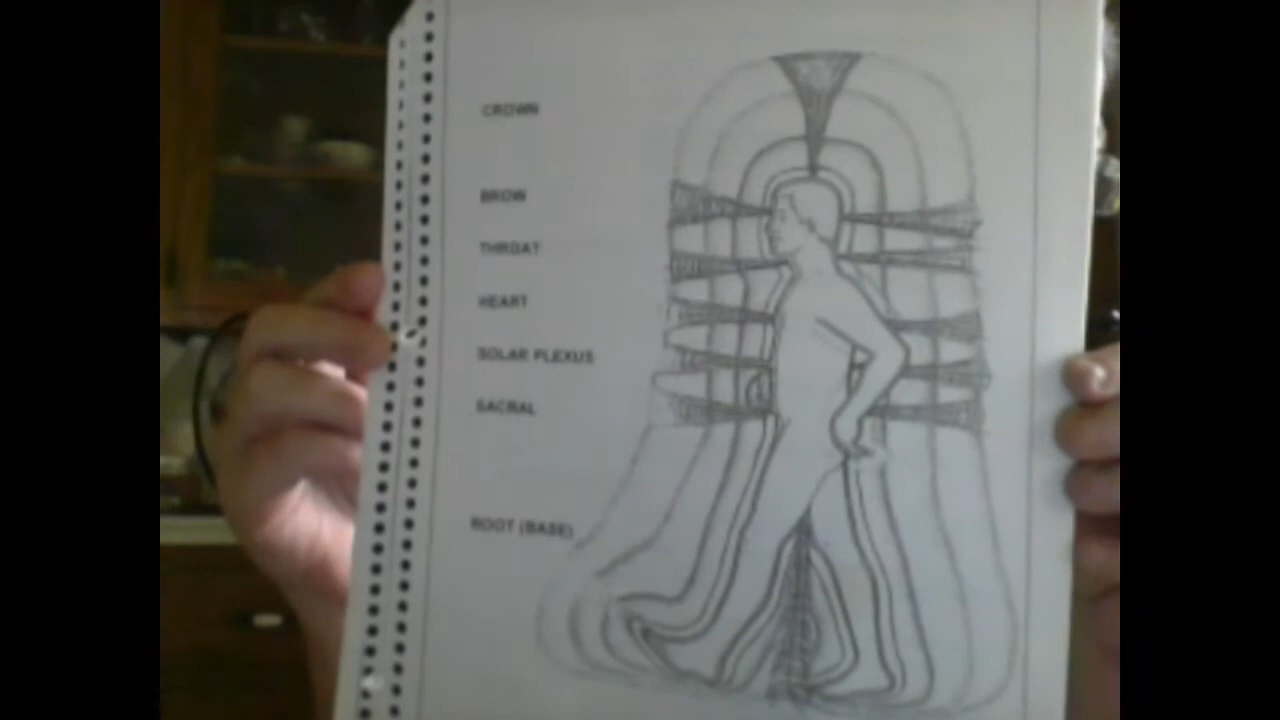 CROWN
BROW
THROAT
HEART
SOLAR PLEXUS
SACRAL
ROOT (BASE)